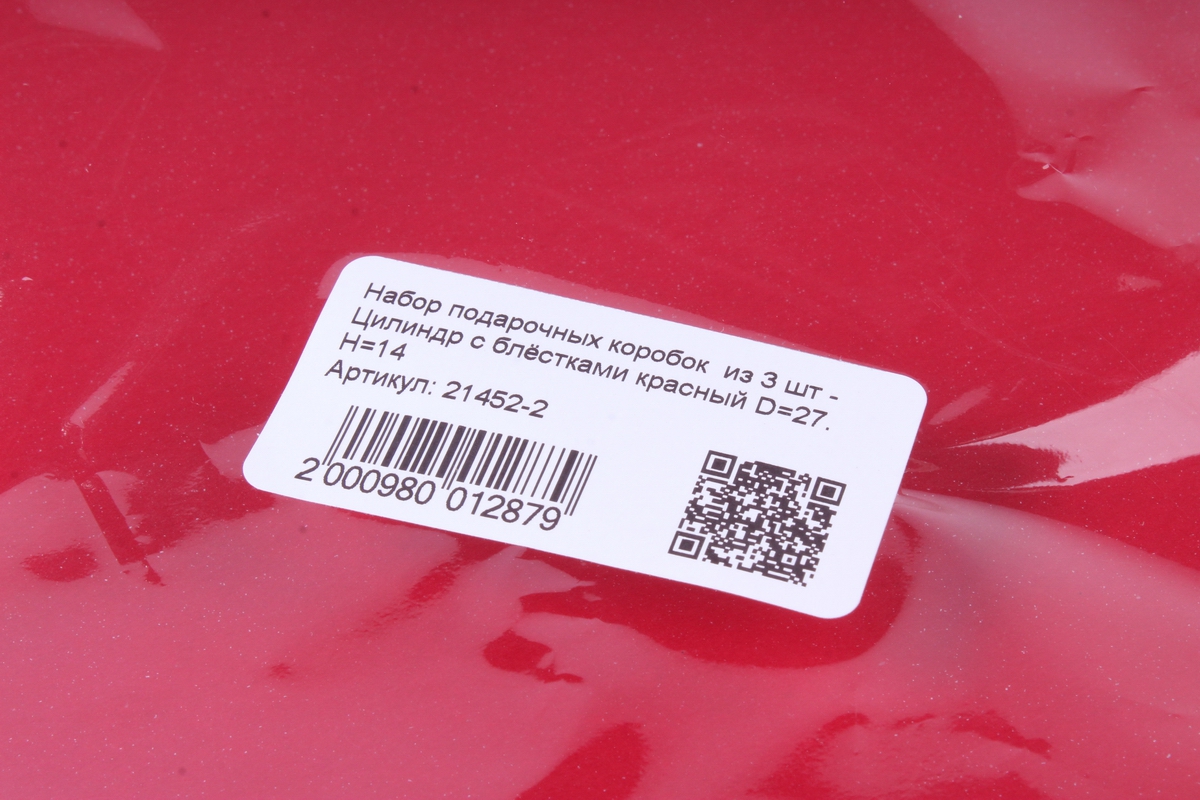 Набор подарочных коробок из 3 шт -
Цилиндр с блёстками красный D=27.
H=14
Артикул: 21452-2
2 000980 012879